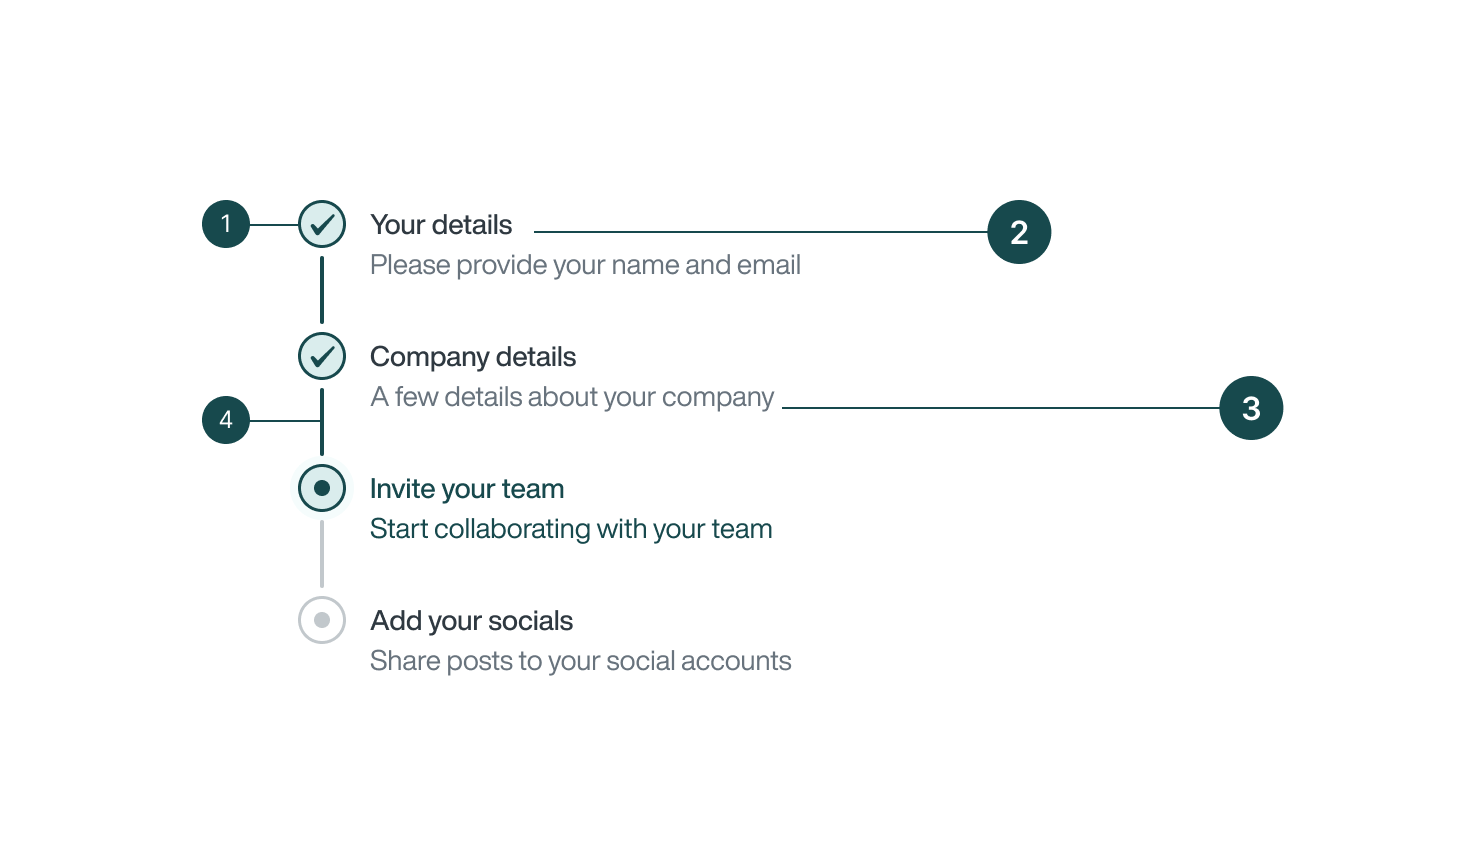 1
Your details
2
Please provide your name and email
Company details
A few details about your company
3
4
Invite your team
Start collaborating with your team
Add your socials
Share posts to your social accounts